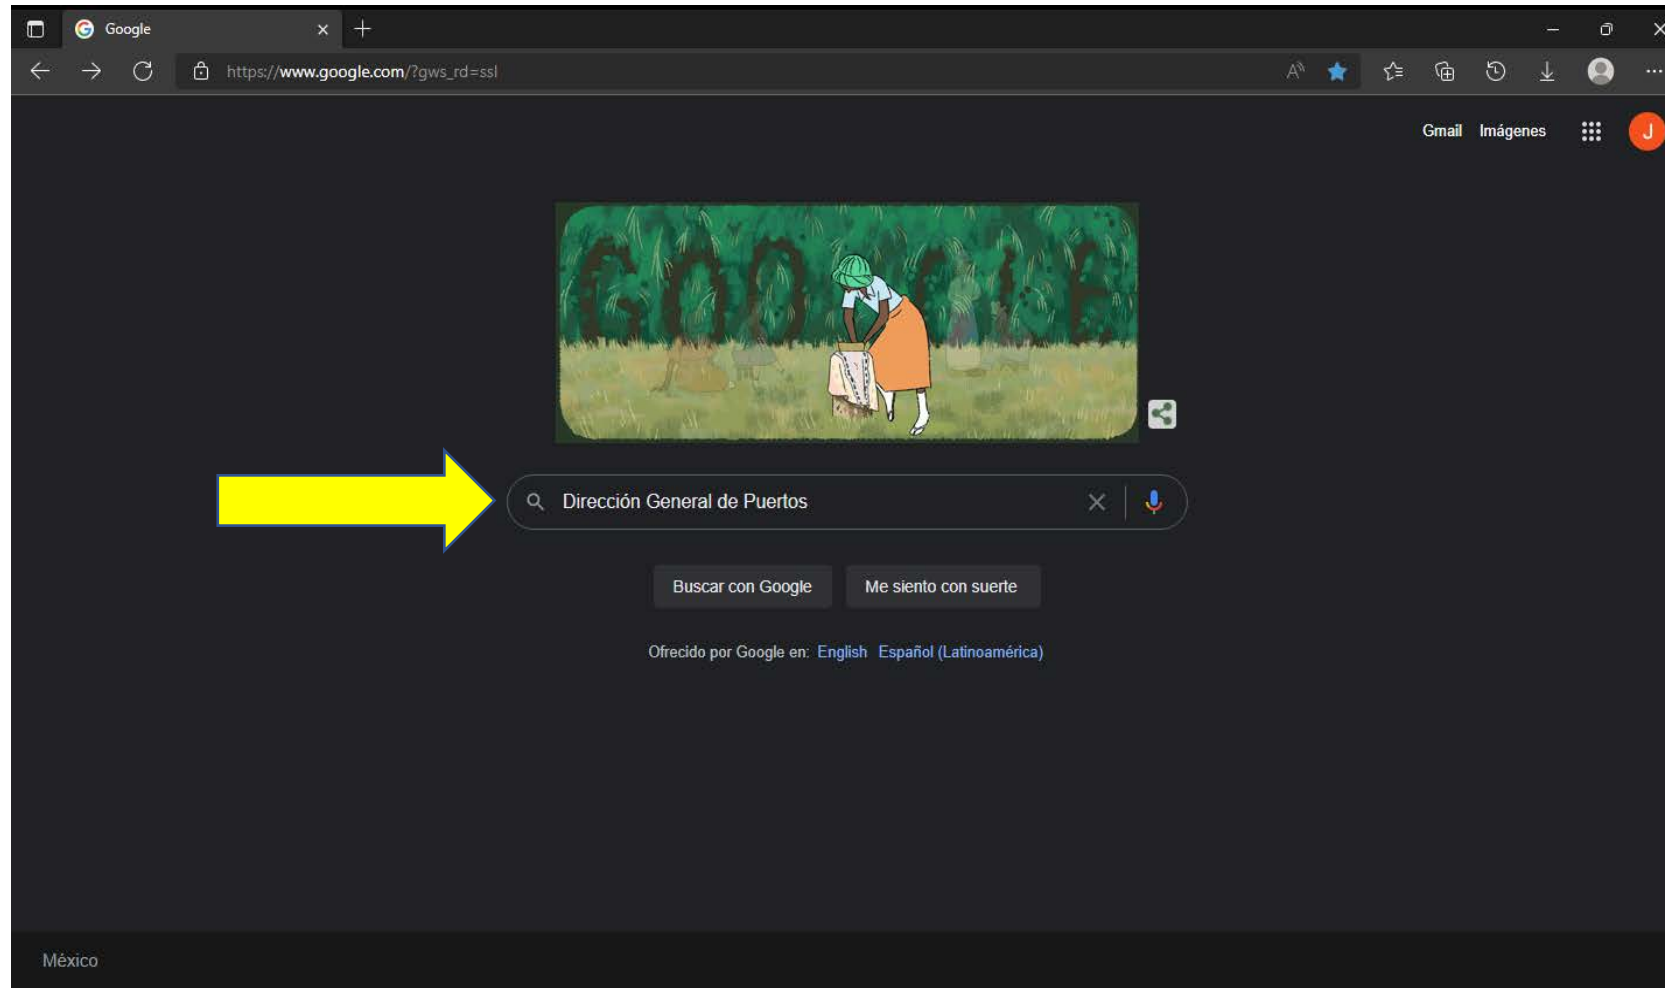 Google
https://www.google.com/?gws_rd=ssl
Gmail Imágenes
J
GOOGLE
Dirección General de Puertos
Buscar con Google Me siento con suerte
Ofrecido por Google en: English Español (Latinoamérica)
México